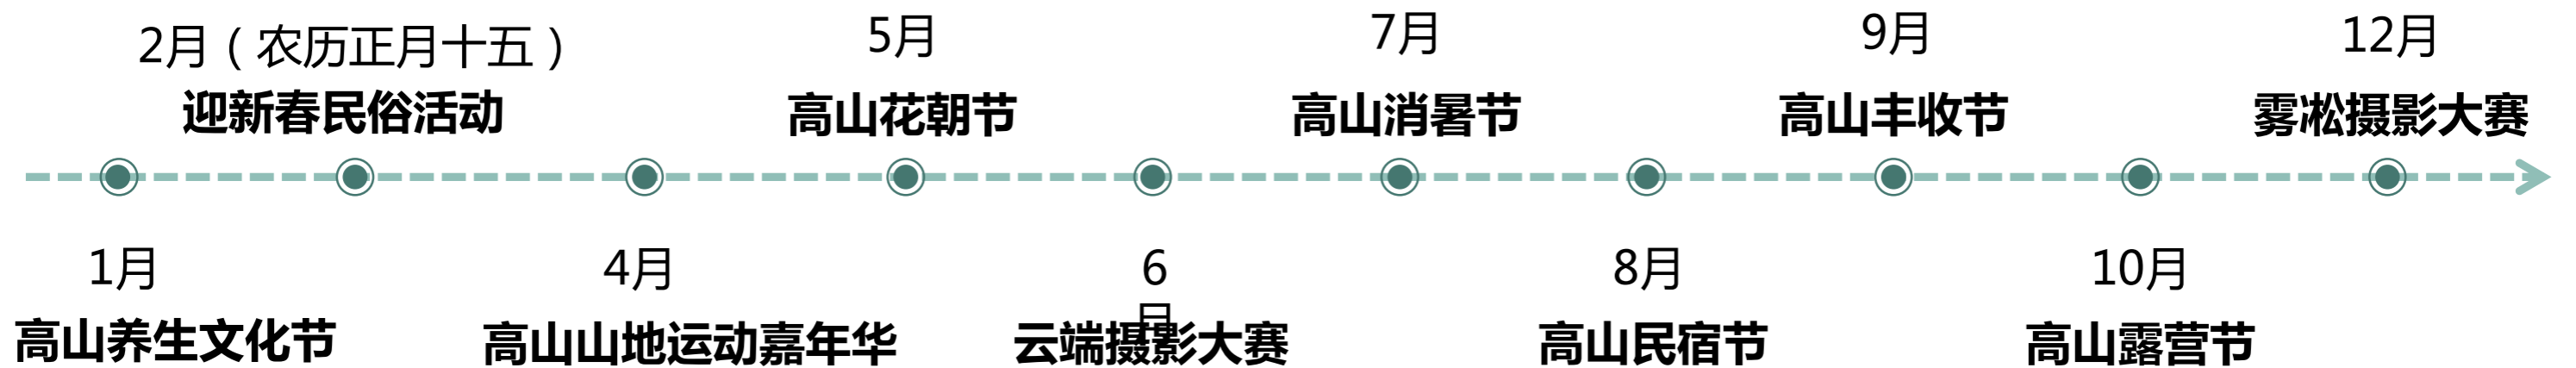 2月（农历正月十五）
迎新春民俗活动
5月
高山花朝节
7月
高山消暑节
9月
高山丰收节
12月
雾凇摄影大赛
1月
高山养生文化节
4月
高山山地运动嘉年华
6
月
云端摄影大赛
8月
高山民宿节
10月
高山露营节